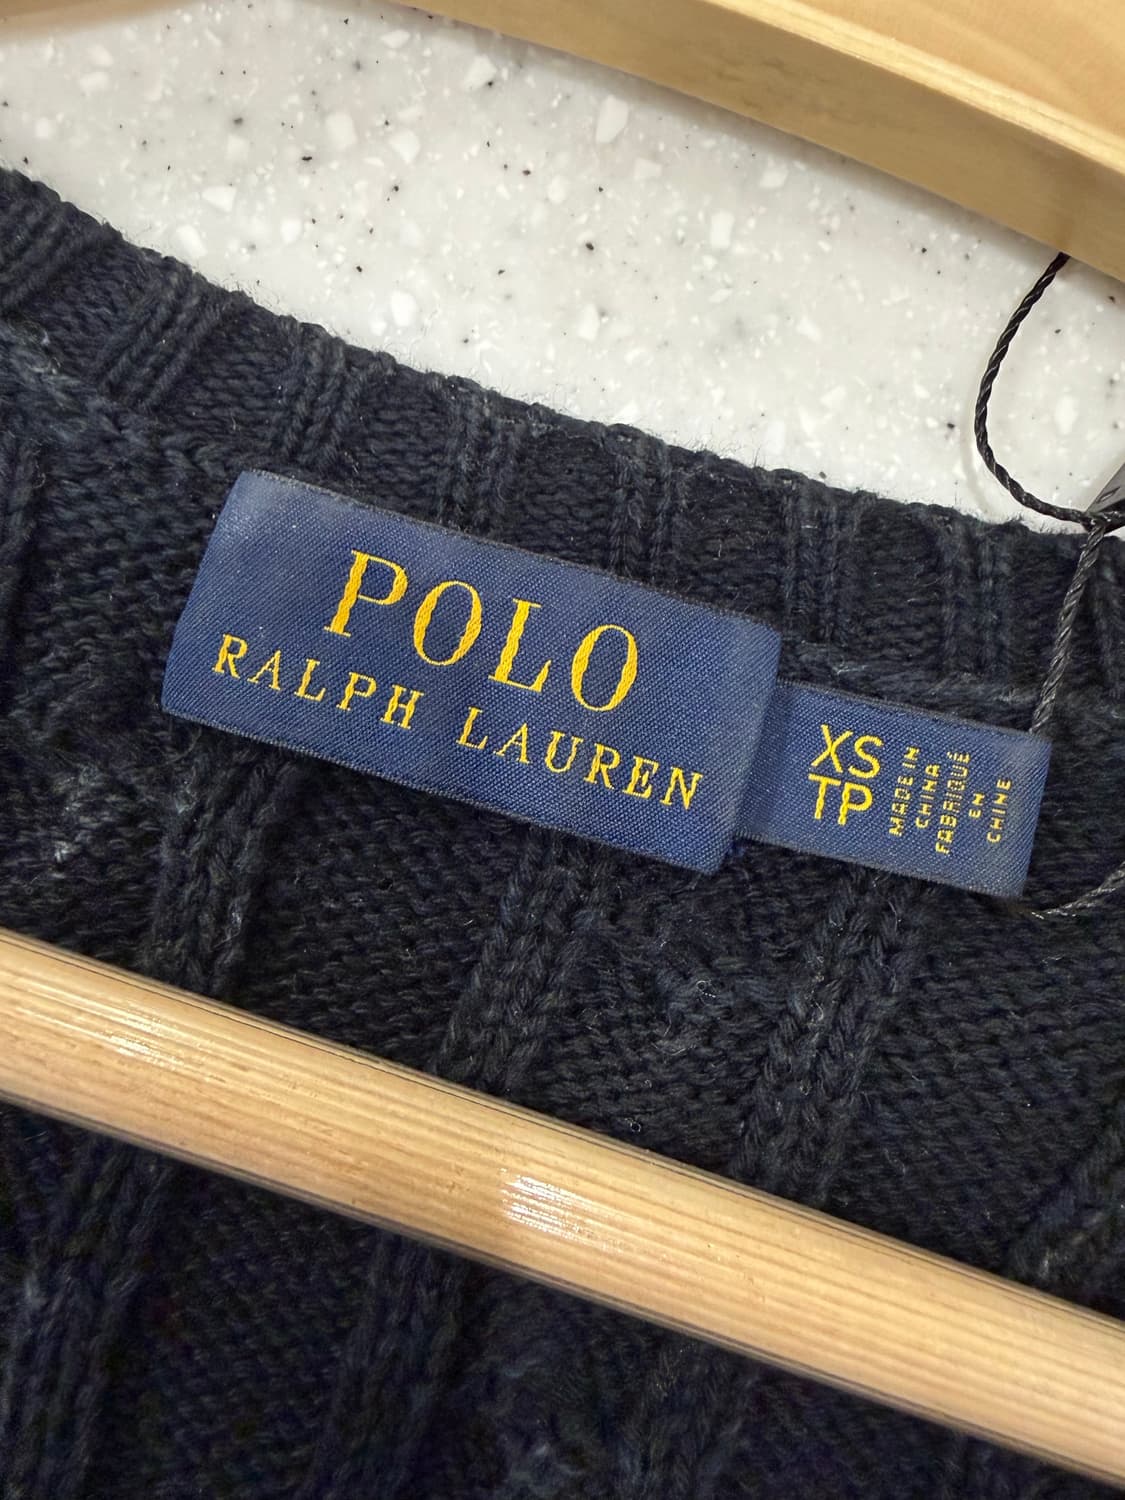 POLO
RALPH LAUREN
XS
TP
MADE IN
CHINA
FABRIQUÉ
EN
CHINE